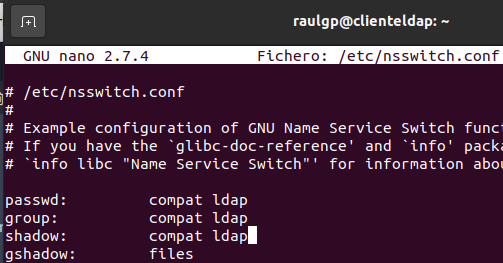 raulgp@clienteldap: ~
GNU nano 2.7.4 Fichero: /etc/nsswitch.conf
# /etc/nsswitch.conf
#
# Example configuration of GNU Name Service Switch funct
# If you have the `glibc-doc-reference' and `info' packa
# `info libc "Name Service Switch"' for information abou
passwd: compat ldap
group: compat ldap
shadow: compat ldap
gshadow: files